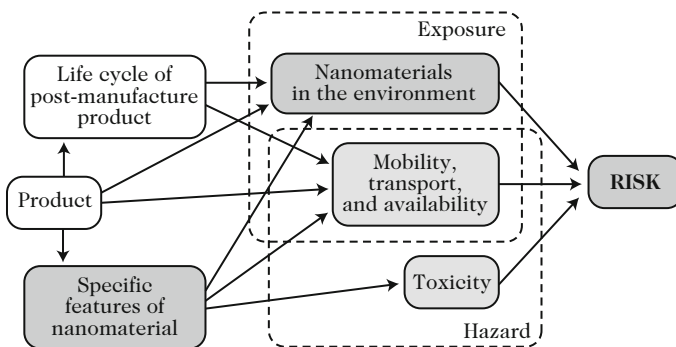 Exposure
Life cycle of
post-manufacture
product
Nanomaterials
in the environment
Mobility,
transport,
and availability
RISK
Product
Specific
features of
nanomaterial
Toxicity
Hazard